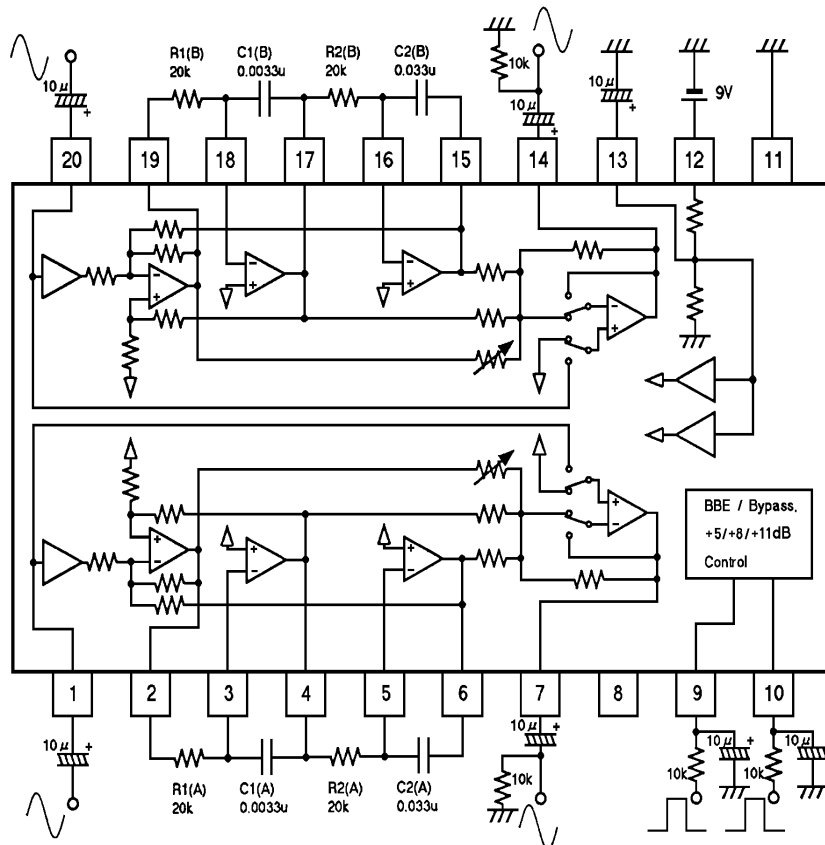 R1(B)
20k
C1(B)
0.0033u
R2(B)
20k
C2(B)
0.033u
10μ
+
10k
10μ
+
10μ
+
9V
20
19
18
17
16
15
14
13
12
11
−
+
−
+
−
+
−
+
+
−
+
−
+
−
+
−
BBE / Bypass,
+5/+8/+11dB
Control
1
2
3
4
5
6
7
8
9
10
10μ
+
R1(A)
20k
C1(A)
0.0033u
R2(A)
20k
C2(A)
0.033u
10μ
+
10k
10k
10μ
+
10k
10μ
+